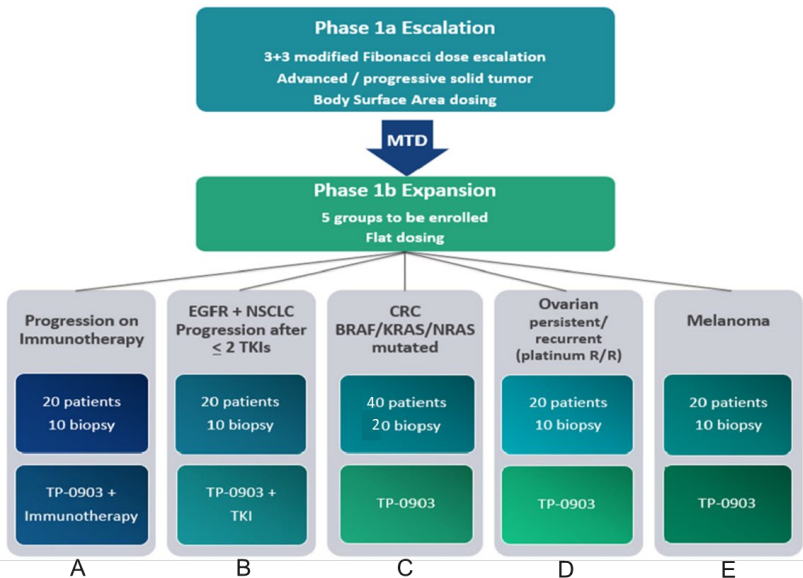 Phase 1a Escalation
3+3 modified Fibonacci dose escalation
Advanced / progressive solid tumor
Body Surface Area dosing
MTD
Phase 1b Expansion
5 groups to be enrolled
Flat dosing
Progression on
Immunotherapy
20 patients
10 biopsy
TP-0903 +
Immunotherapy
A
EGFR + NSCLC
Progression after
≤ 2 TKIs
20 patients
10 biopsy
TP-0903 +
TKI
B
CRC
BRAF/KRAS/NRAS
mutated
40 patients
20 biopsy
TP-0903
C
Ovarian
persistent/
recurrent
(platinum R/R)
20 patients
10 biopsy
TP-0903
D
Melanoma
20 patients
10 biopsy
TP-0903
E